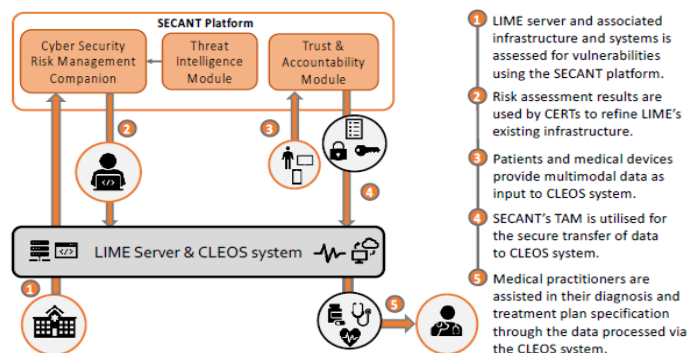 SECANT Platform
Cyber Security
Risk Management
Companion
Threat
Intelligence
Module
Trust &
Accountability
Module
2
3
4
LIME Server & CLEOS system
1
5
1
LIME server and associated
infrastructure and systems is
assessed for vulnerabilities
using the SECANT platform.
2
Risk assessment results are
used by CERTs to refine LIME's
existing infrastructure.
3
Patients and medical devices
provide multimodal data as
input to CLEOS system.
4
SECANT's TAM is utilised for
the secure transfer of data
to CLEOS system.
5
Medical practitioners are
assisted in their diagnosis and
treatment plan specification
through the data processed via
the CLEOS system.